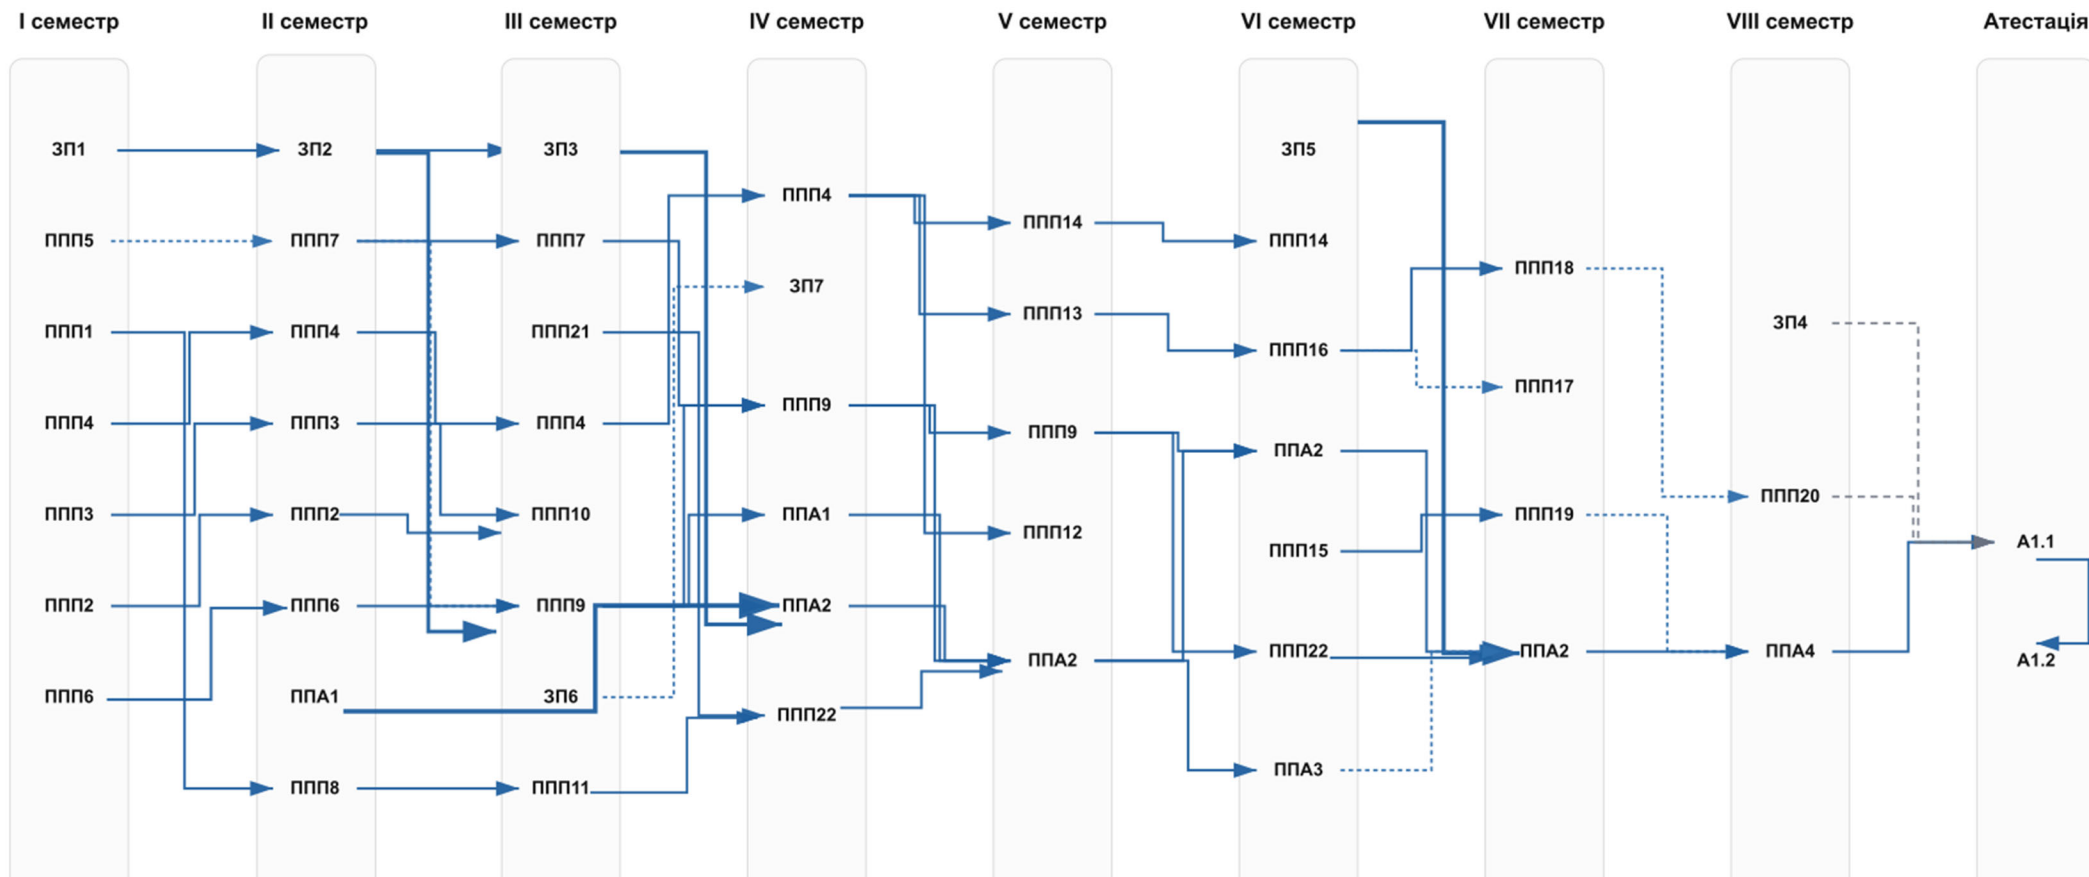 I семестр
II семестр
III семестр
IV семестр
V семестр
VI семестр
VII семестр
VIII семестр
Атестація
ЗП1
ППП5
ППП1
ППП4
ППП3
ППП2
ППП6
ЗП2
ППП7
ППП4
ППП3
ППП2
ППП6
ППА1
ППП8
ЗП3
ППП7
ППП21
ППП4
ППП10
ППП9
ЗП6
ППП11
ППП4
ЗП7
ППП9
ППА1
ППА2
ППП22
ППП14
ППП13
ППП9
ППП12
ППА2
ЗП5
ППП14
ППП16
ППА2
ППП15
ППП22
ППА3
ППП18
ППП17
ППП19
ППА2
ЗП4
ППП20
ППА4
А1.1
А1.2